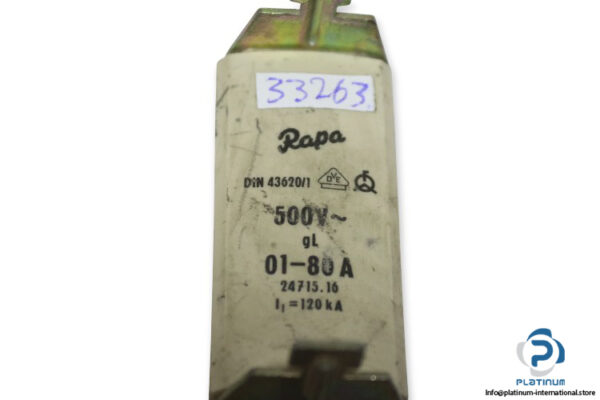 33263
Rapa
DIN 43620/1 VDE
500V~
gL
01-80 A
24715.16
I₁ = 120 kA
PLATINUM
Info@platinum-international.store